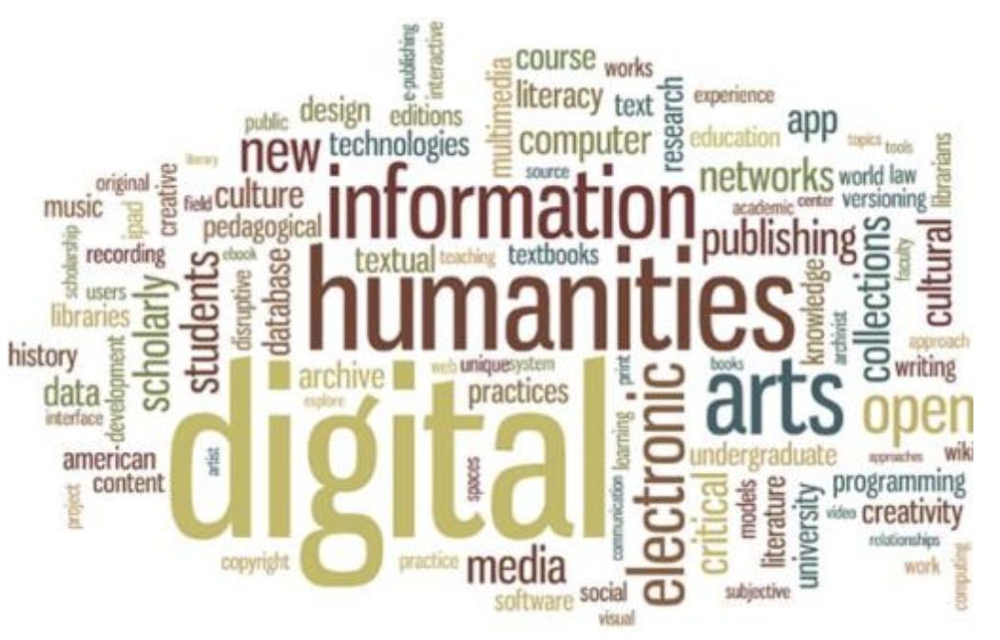 e-publishing
interactive
multimedia
course
works
literacy
text
research
experience
public
design
editions
computer
education
app
topics
tools
librarians
literary
new
technologies
source
networks
world
law
original
music
ipad
creative
field
culture
pedagogical
information
academic
center
versioning
publishing
collections
faculty
cultural
scholarship
recording
users
libraries
scholarly
students
ebook
disruptive
database
textual
teaching
textbooks
humanities
knowledge
archivist
approach
writing
history
data
interface
development
archive
explore
web
unique
system
practices
print
electronic
books
arts
open
american
content
project
artist
digital
spaces
learning
communication
undergraduate
approaches
wiki
critical
models
literature
university
programming
video
creativity
relationships
copyright
practice
media
software
social
visual
subjective
work
computing